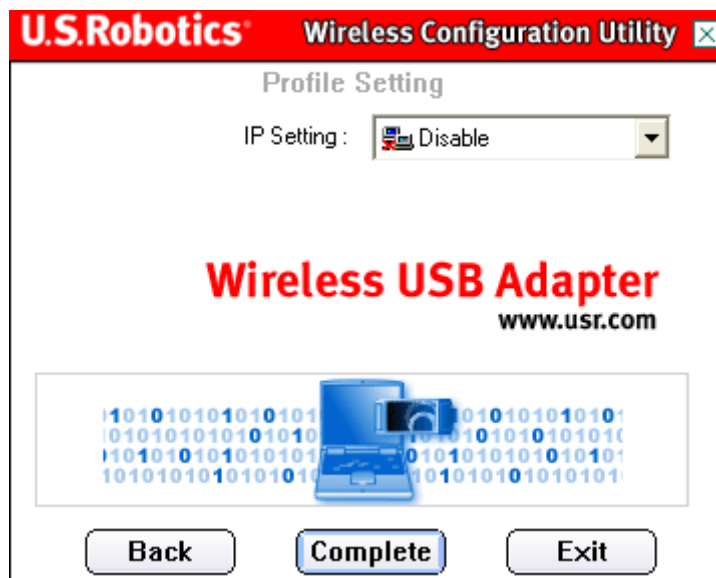 U.S.Robotics® Wireless Configuration Utility
Profile Setting
IP Setting : Disable
Wireless USB Adapter
www.usr.com
Back Complete Exit